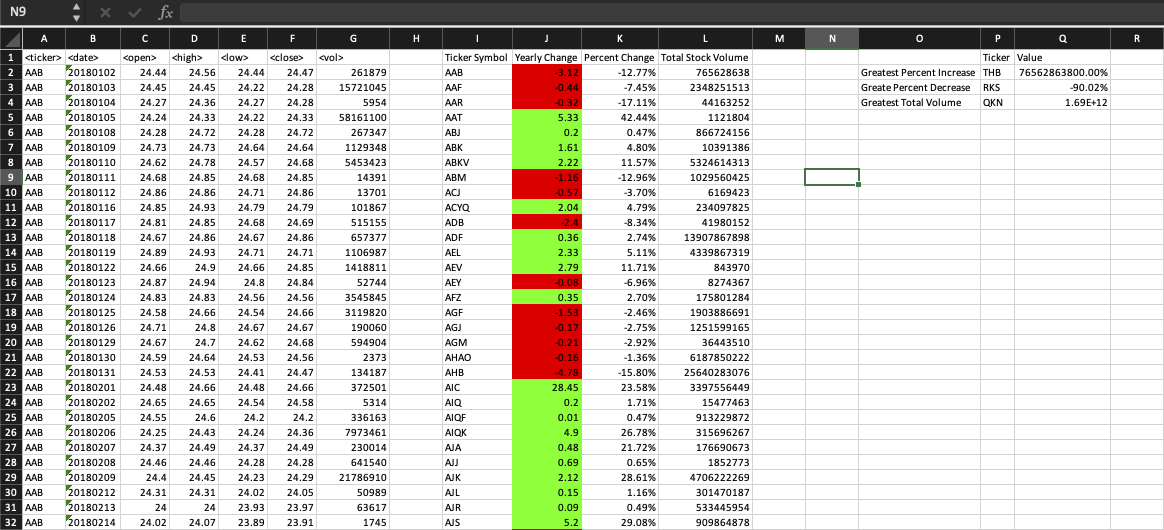 N9 fx
A B C D E F G H I J K L M N O P Q R
1 <ticker> <date> <open> <high> <low> <close> <vol> Ticker Symbol Yearly Change Percent Change Total Stock Volume Ticker Value
2 AAB 20180102 24.44 24.56 24.44 24.47 261879 AAB -3.12 -12.77% 765628638 Greatest Percent Increase THB 76562863800.00%
3 AAB 20180103 24.45 24.45 24.22 24.28 15721045 AAF -0.44 -7.45% 2348251513 Greate Percent Decrease RKS -90.02%
4 AAB 20180104 24.27 24.36 24.27 24.28 5954 AAR -0.32 -17.11% 44163252 Greatest Total Volume QKN 1.69E+12
5 AAB 20180105 24.24 24.33 24.22 24.33 58161100 AAT 5.33 42.44% 1121804
6 AAB 20180108 24.28 24.72 24.28 24.72 267347 ABJ 0.2 0.47% 866724156
7 AAB 20180109 24.73 24.73 24.64 24.64 1129348 ABK 1.61 4.80% 10391386
8 AAB 20180110 24.62 24.78 24.57 24.68 5453423 ABKV 2.22 11.57% 5324614313
9 AAB 20180111 24.68 24.85 24.68 24.85 14391 ABM -1.16 -12.96% 1029560425
10 AAB 20180112 24.86 24.86 24.71 24.86 13701 ACJ -0.57 -3.70% 6169423
11 AAB 20180116 24.85 24.93 24.79 24.79 101867 ACYQ 2.04 4.79% 234097825
12 AAB 20180117 24.81 24.85 24.68 24.69 515155 ADB -2.4 -8.34% 41980152
13 AAB 20180118 24.67 24.86 24.67 24.86 657377 ADF 0.36 2.74% 13907867898
14 AAB 20180119 24.89 24.93 24.71 24.71 1106987 AEL 2.33 5.11% 4339867319
15 AAB 20180122 24.66 24.9 24.66 24.85 1418811 AEV 2.79 11.71% 843970
16 AAB 20180123 24.87 24.94 24.8 24.84 52744 AEY -0.08 -6.96% 8274367
17 AAB 20180124 24.83 24.83 24.56 24.56 3545845 AFZ 0.35 2.70% 175801284
18 AAB 20180125 24.58 24.66 24.54 24.66 3119820 AGF -1.53 -2.46% 1903886691
19 AAB 20180126 24.71 24.8 24.67 24.67 190060 AGJ -0.17 -2.75% 1251599165
20 AAB 20180129 24.67 24.7 24.62 24.68 594904 AGM -0.21 -2.92% 36443510
21 AAB 20180130 24.59 24.64 24.53 24.56 2373 AHAO -0.16 -1.36% 6187850222
22 AAB 20180131 24.53 24.53 24.41 24.47 134187 AHB -4.78 -15.80% 25640283076
23 AAB 20180201 24.48 24.66 24.48 24.66 372501 AIC 28.45 23.58% 3397556449
24 AAB 20180202 24.65 24.65 24.54 24.58 5314 AIQ 0.2 1.71% 15477463
25 AAB 20180205 24.55 24.6 24.2 24.2 336163 AIQF 0.01 0.47% 913229872
26 AAB 20180206 24.25 24.43 24.24 24.36 7973461 AIQK 4.9 26.78% 315696267
27 AAB 20180207 24.37 24.49 24.37 24.49 230014 AJA 0.48 21.72% 176690673
28 AAB 20180208 24.46 24.46 24.28 24.28 641540 AJJ 0.69 0.65% 1852773
29 AAB 20180209 24.4 24.45 24.23 24.29 21786910 AJK 2.12 28.61% 4706222269
30 AAB 20180212 24.31 24.31 24.02 24.05 50989 AJL 0.15 1.16% 301470187
31 AAB 20180213 24 24 23.93 23.97 63617 AJR 0.09 0.49% 533445954
32 AAB 20180214 24.02 24.07 23.89 23.91 1745 AJS 5.2 29.08% 909864878